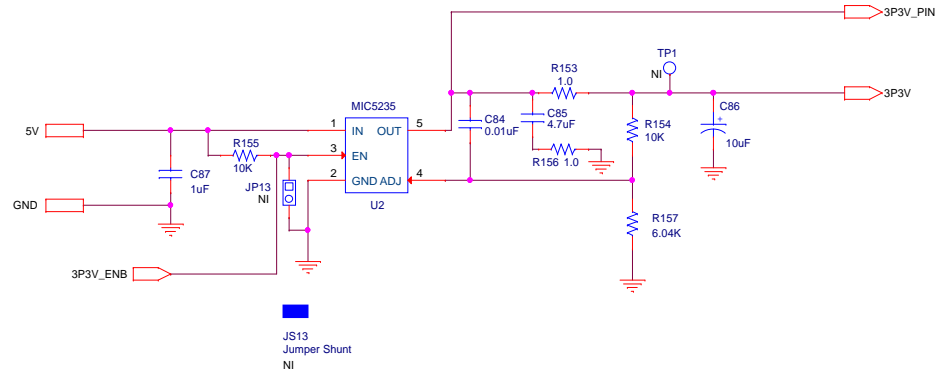 3P3V_PIN
TP1
NI
R153
1.0
3P3V
MIC5235
C84
0.01uF
C85
4.7uF
C86
10uF
R154
10K
5V
1
IN
OUT
5
R155
10K
3
EN
R156 1.0
C87
1uF
JP13
NI
2
GND
ADJ
4
U2
GND
R157
6.04K
3P3V_ENB
JS13
Jumper Shunt
NI